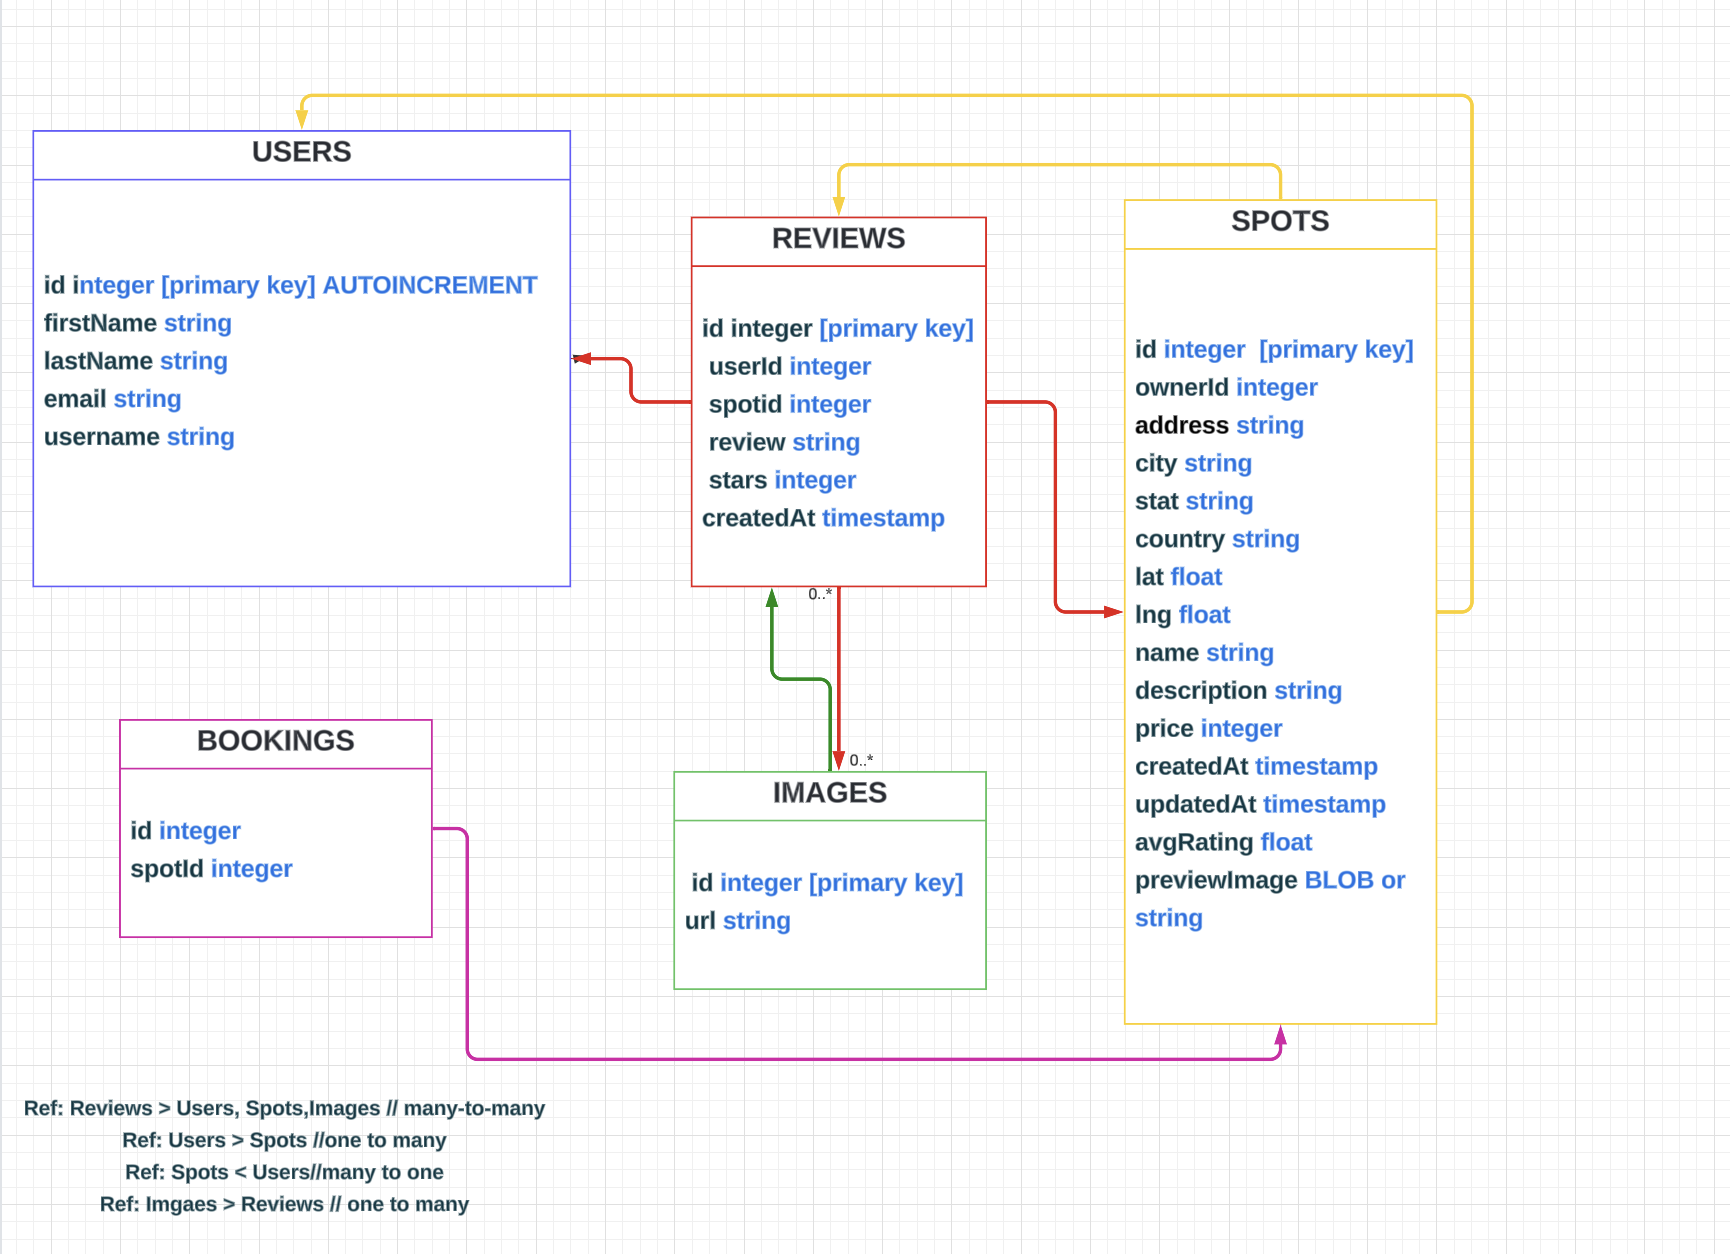 USERS
id integer [primary key] AUTOINCREMENT
firstName string
lastName string
email string
username string
REVIEWS
id integer [primary key]
userId integer
spotid integer
review string
stars integer
createdAt timestamp
0..*
0..*
SPOTS
id integer [primary key]
ownerId integer
address string
city string
stat string
country string
lat float
lng float
name string
description string
price integer
createdAt timestamp
updatedAt timestamp
avgRating float
previewImage BLOB or
string
BOOKINGS
id integer
spotId integer
IMAGES
id integer [primary key]
url string
Ref: Reviews > Users, Spots,Images // many-to-many
Ref: Users > Spots //one to many
Ref: Spots < Users//many to one
Ref: Imgaes > Reviews // one to many